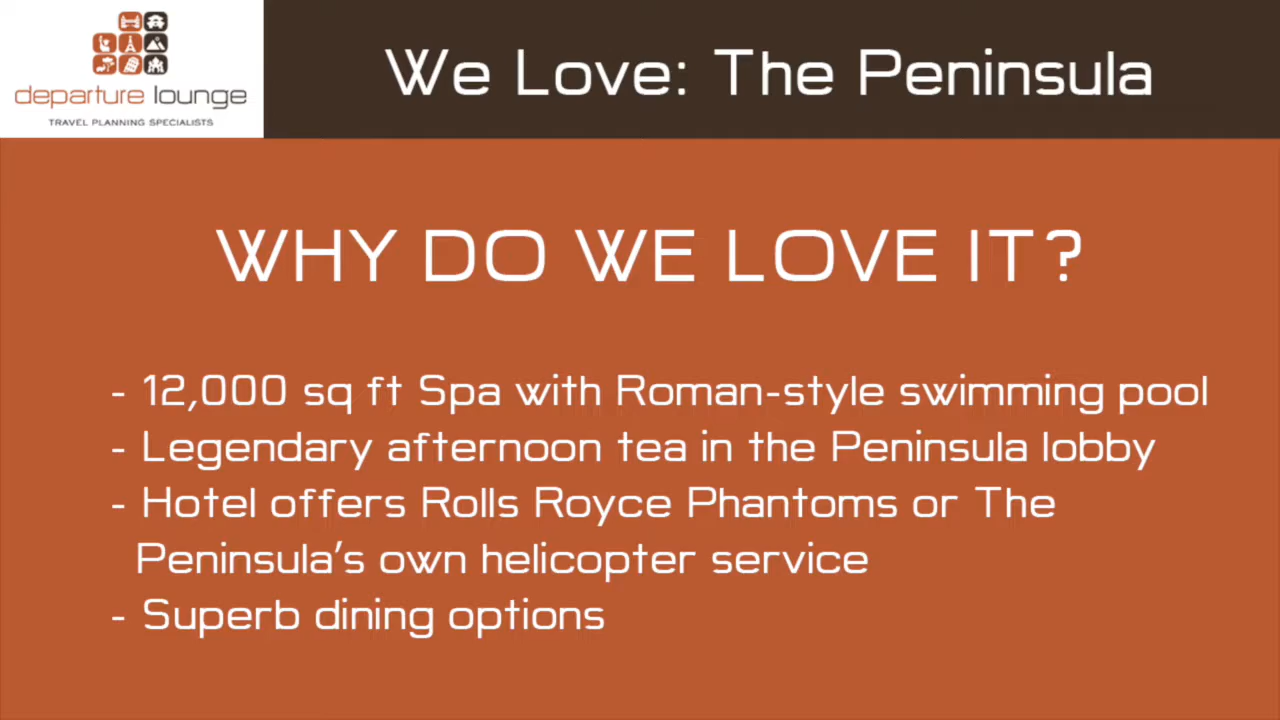 departure lounge
TRAVEL PLANNING SPECIALISTS
We Love: The Peninsula
WHY DO WE LOVE IT?
- 12,000 sq ft Spa with Roman-style swimming pool
- Legendary afternoon tea in the Peninsula lobby
- Hotel offers Rolls Royce Phantoms or The
Peninsula's own helicopter service
- Superb dining options